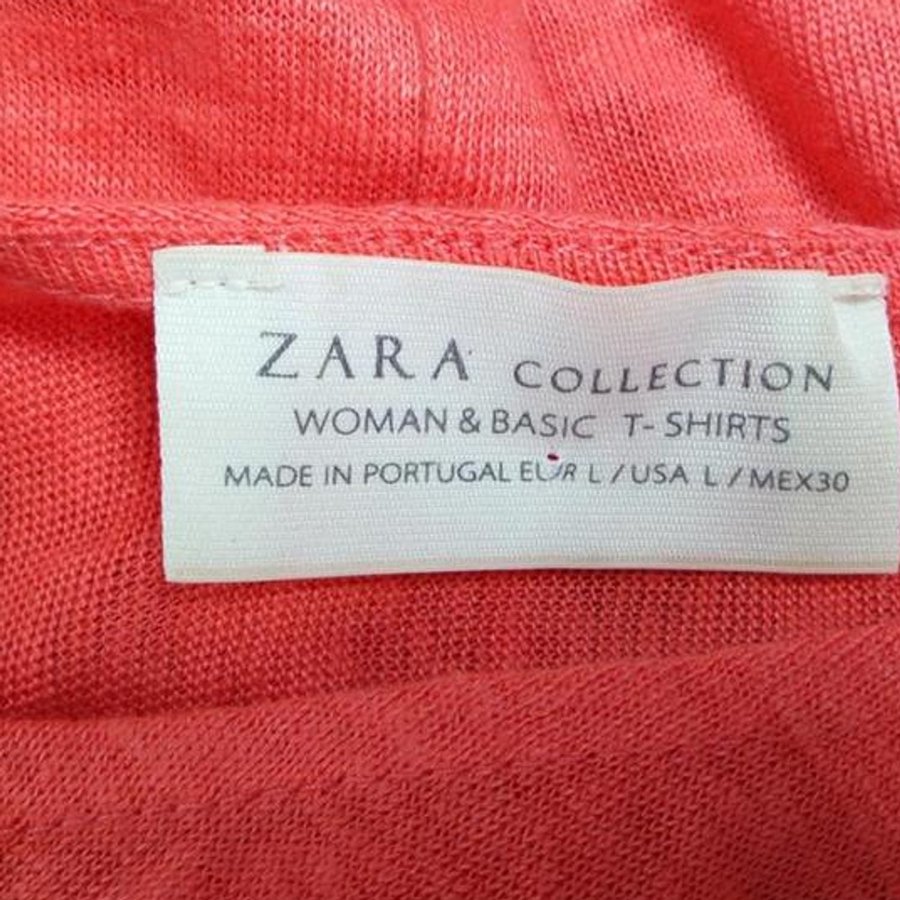 ZARA COLLECTION
WOMAN & BASIC T-SHIRTS
MADE IN PORTUGAL EUR L / USA L / MEX30